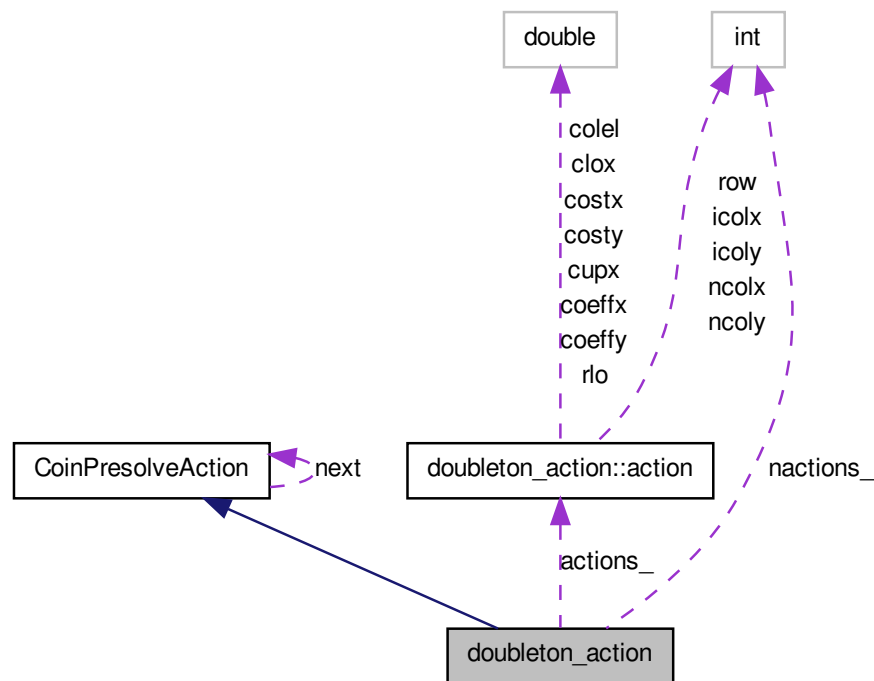 double
int
colel
clox
costx
costy
cupx
coeffx
coeffy
rlo
row
icolx
icoly
ncolx
ncoly
CoinPresolveAction
next
doubleton_action::action
nactions_
actions_
doubleton_action